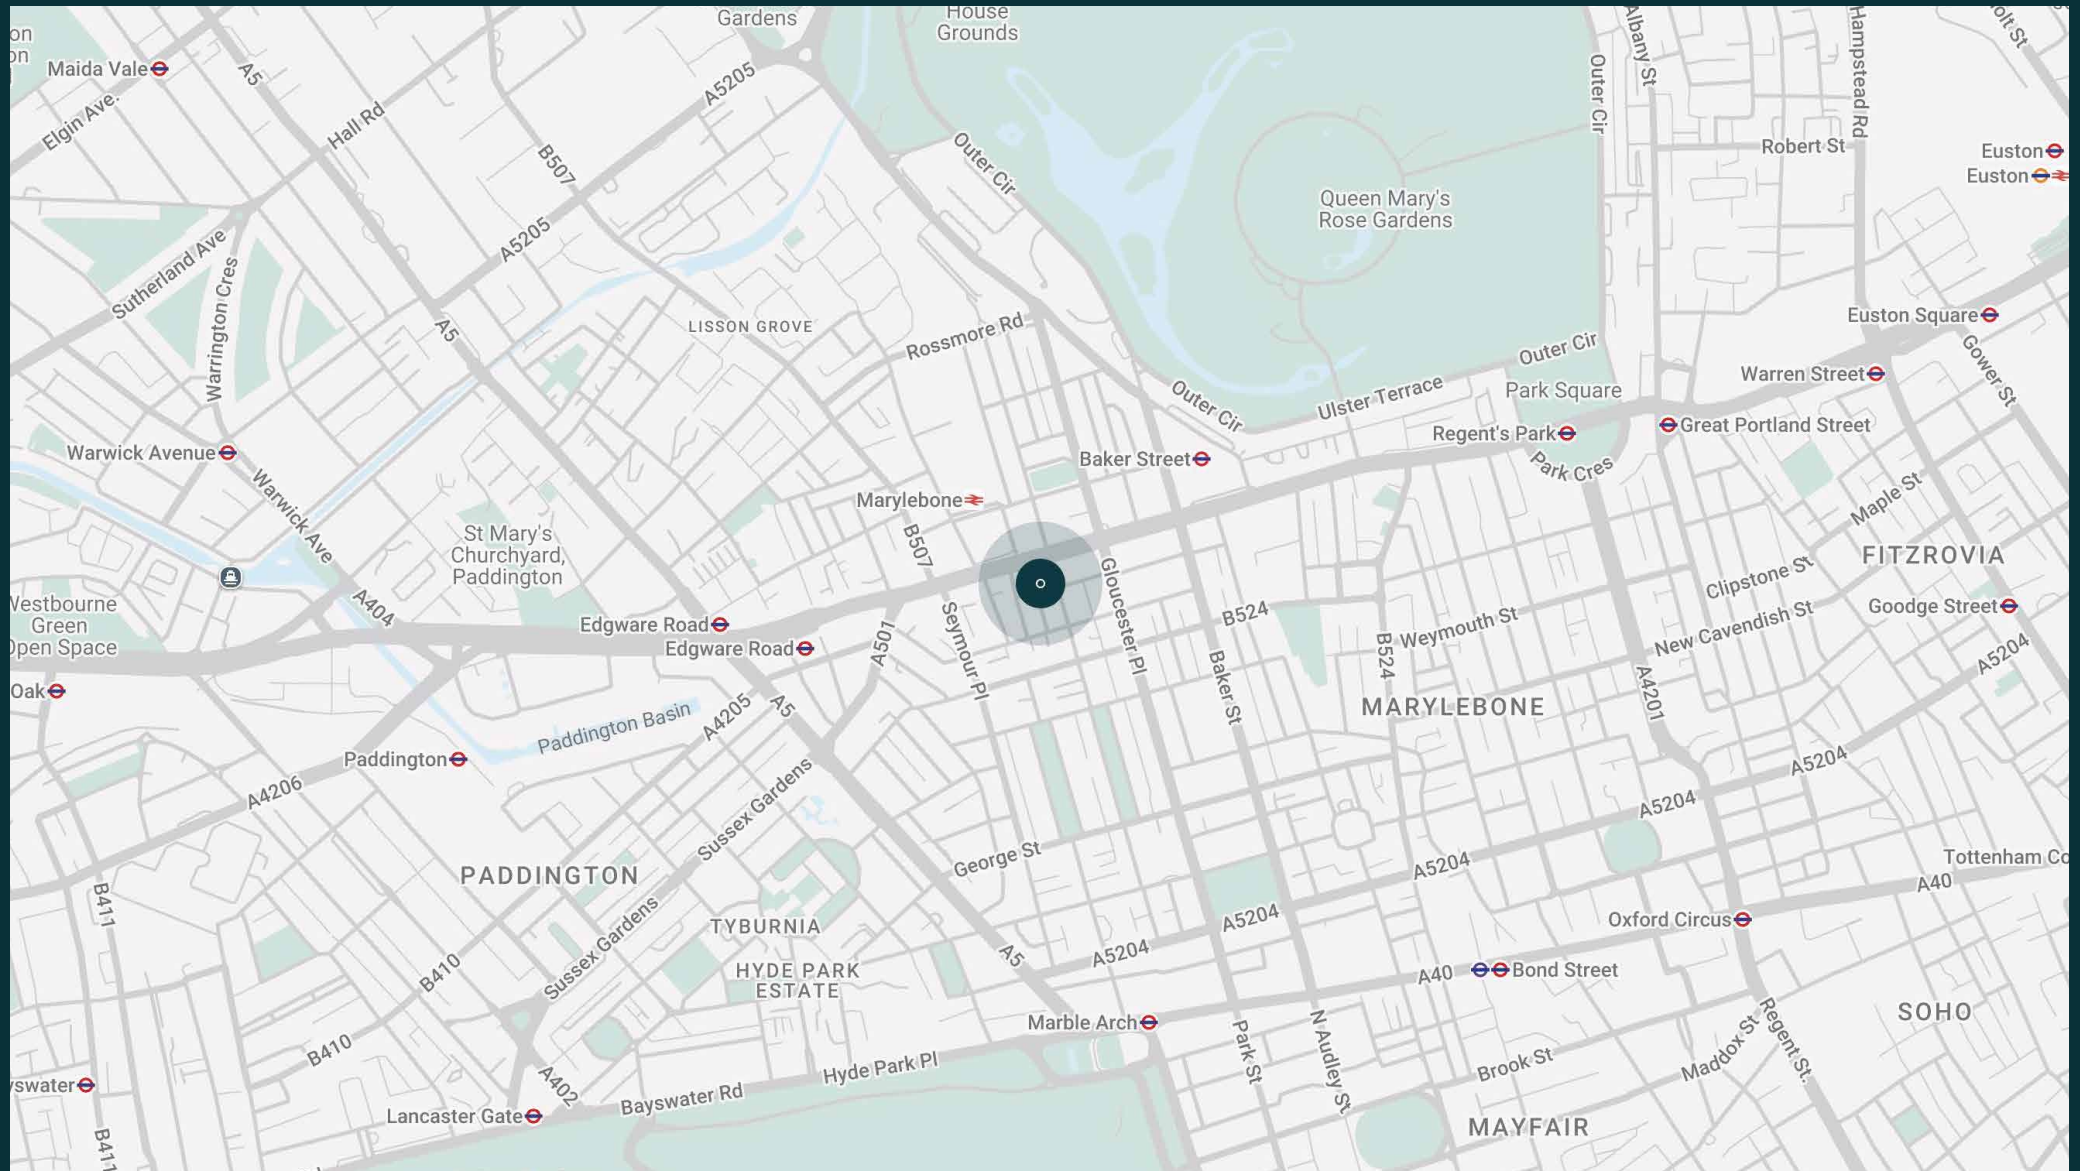 Gardens
House
Grounds
on
on
Maida Vale
A5
Elgin Ave.
Hall Rd
A5205
B507
Outer Cir
Outer Cir
Albany St
Hampstead Rd
olt St
Robert St
Euston
Euston
Queen Mary's
Rose Gardens
Sutherland Ave
Warrington Cres
A5205
A5
LISSON GROVE
Rossmore Rd
Outer Cir
Ulster Terrace
Outer Cir
Park Square
Euston Square
Warren Street
Gower St
Regent's Park
Great Portland Street
Park Cres
Maple St
Warwick Avenue
Warwick Ave
Baker Street
Marylebone
B507
St Mary's
Churchyard,
Paddington
FITZROVIA
Clipstone St
Goodge Street
New Cavendish St
Weymouth St
B524
B524
Gloucester Pl
Westbourne
Green
Open Space
A404
Edgware Road
Edgware Road
A501
Seymour Pl
Baker St
A4201
A5204
Oak
MARYLEBONE
Paddington Basin
A4205
A5
Paddington
A4206
Sussex Gardens
A5204
A5204
George St
A5204
Tottenham Co
A40
PADDINGTON
B411
Sussex Gardens
TYBURNIA
A5204
Oxford Circus
HYDE PARK
ESTATE
A5
A5204
B410
A40
Bond Street
SOHO
Marble Arch
B410
Park St
N Audley St
Maddox St
Regent St.
Brook St
Hyde Park Pl
yswater
A402
Bayswater Rd
Lancaster Gate
MAYFAIR
B411